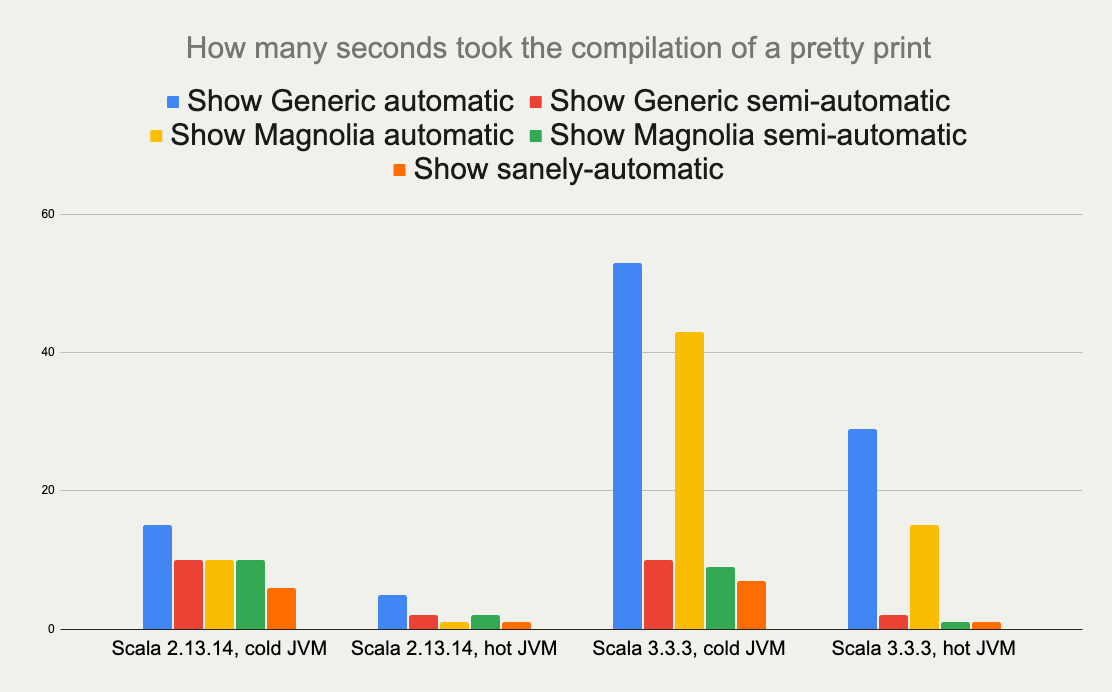 How many seconds took the compilation of a pretty print
Show Generic automatic Show Generic semi-automatic
Show Magnolia automatic Show Magnolia semi-automatic
Show sanely-automatic
60
40
20
0
Scala 2.13.14, cold JVM Scala 2.13.14, hot JVM Scala 3.3.3, cold JVM Scala 3.3.3, hot JVM